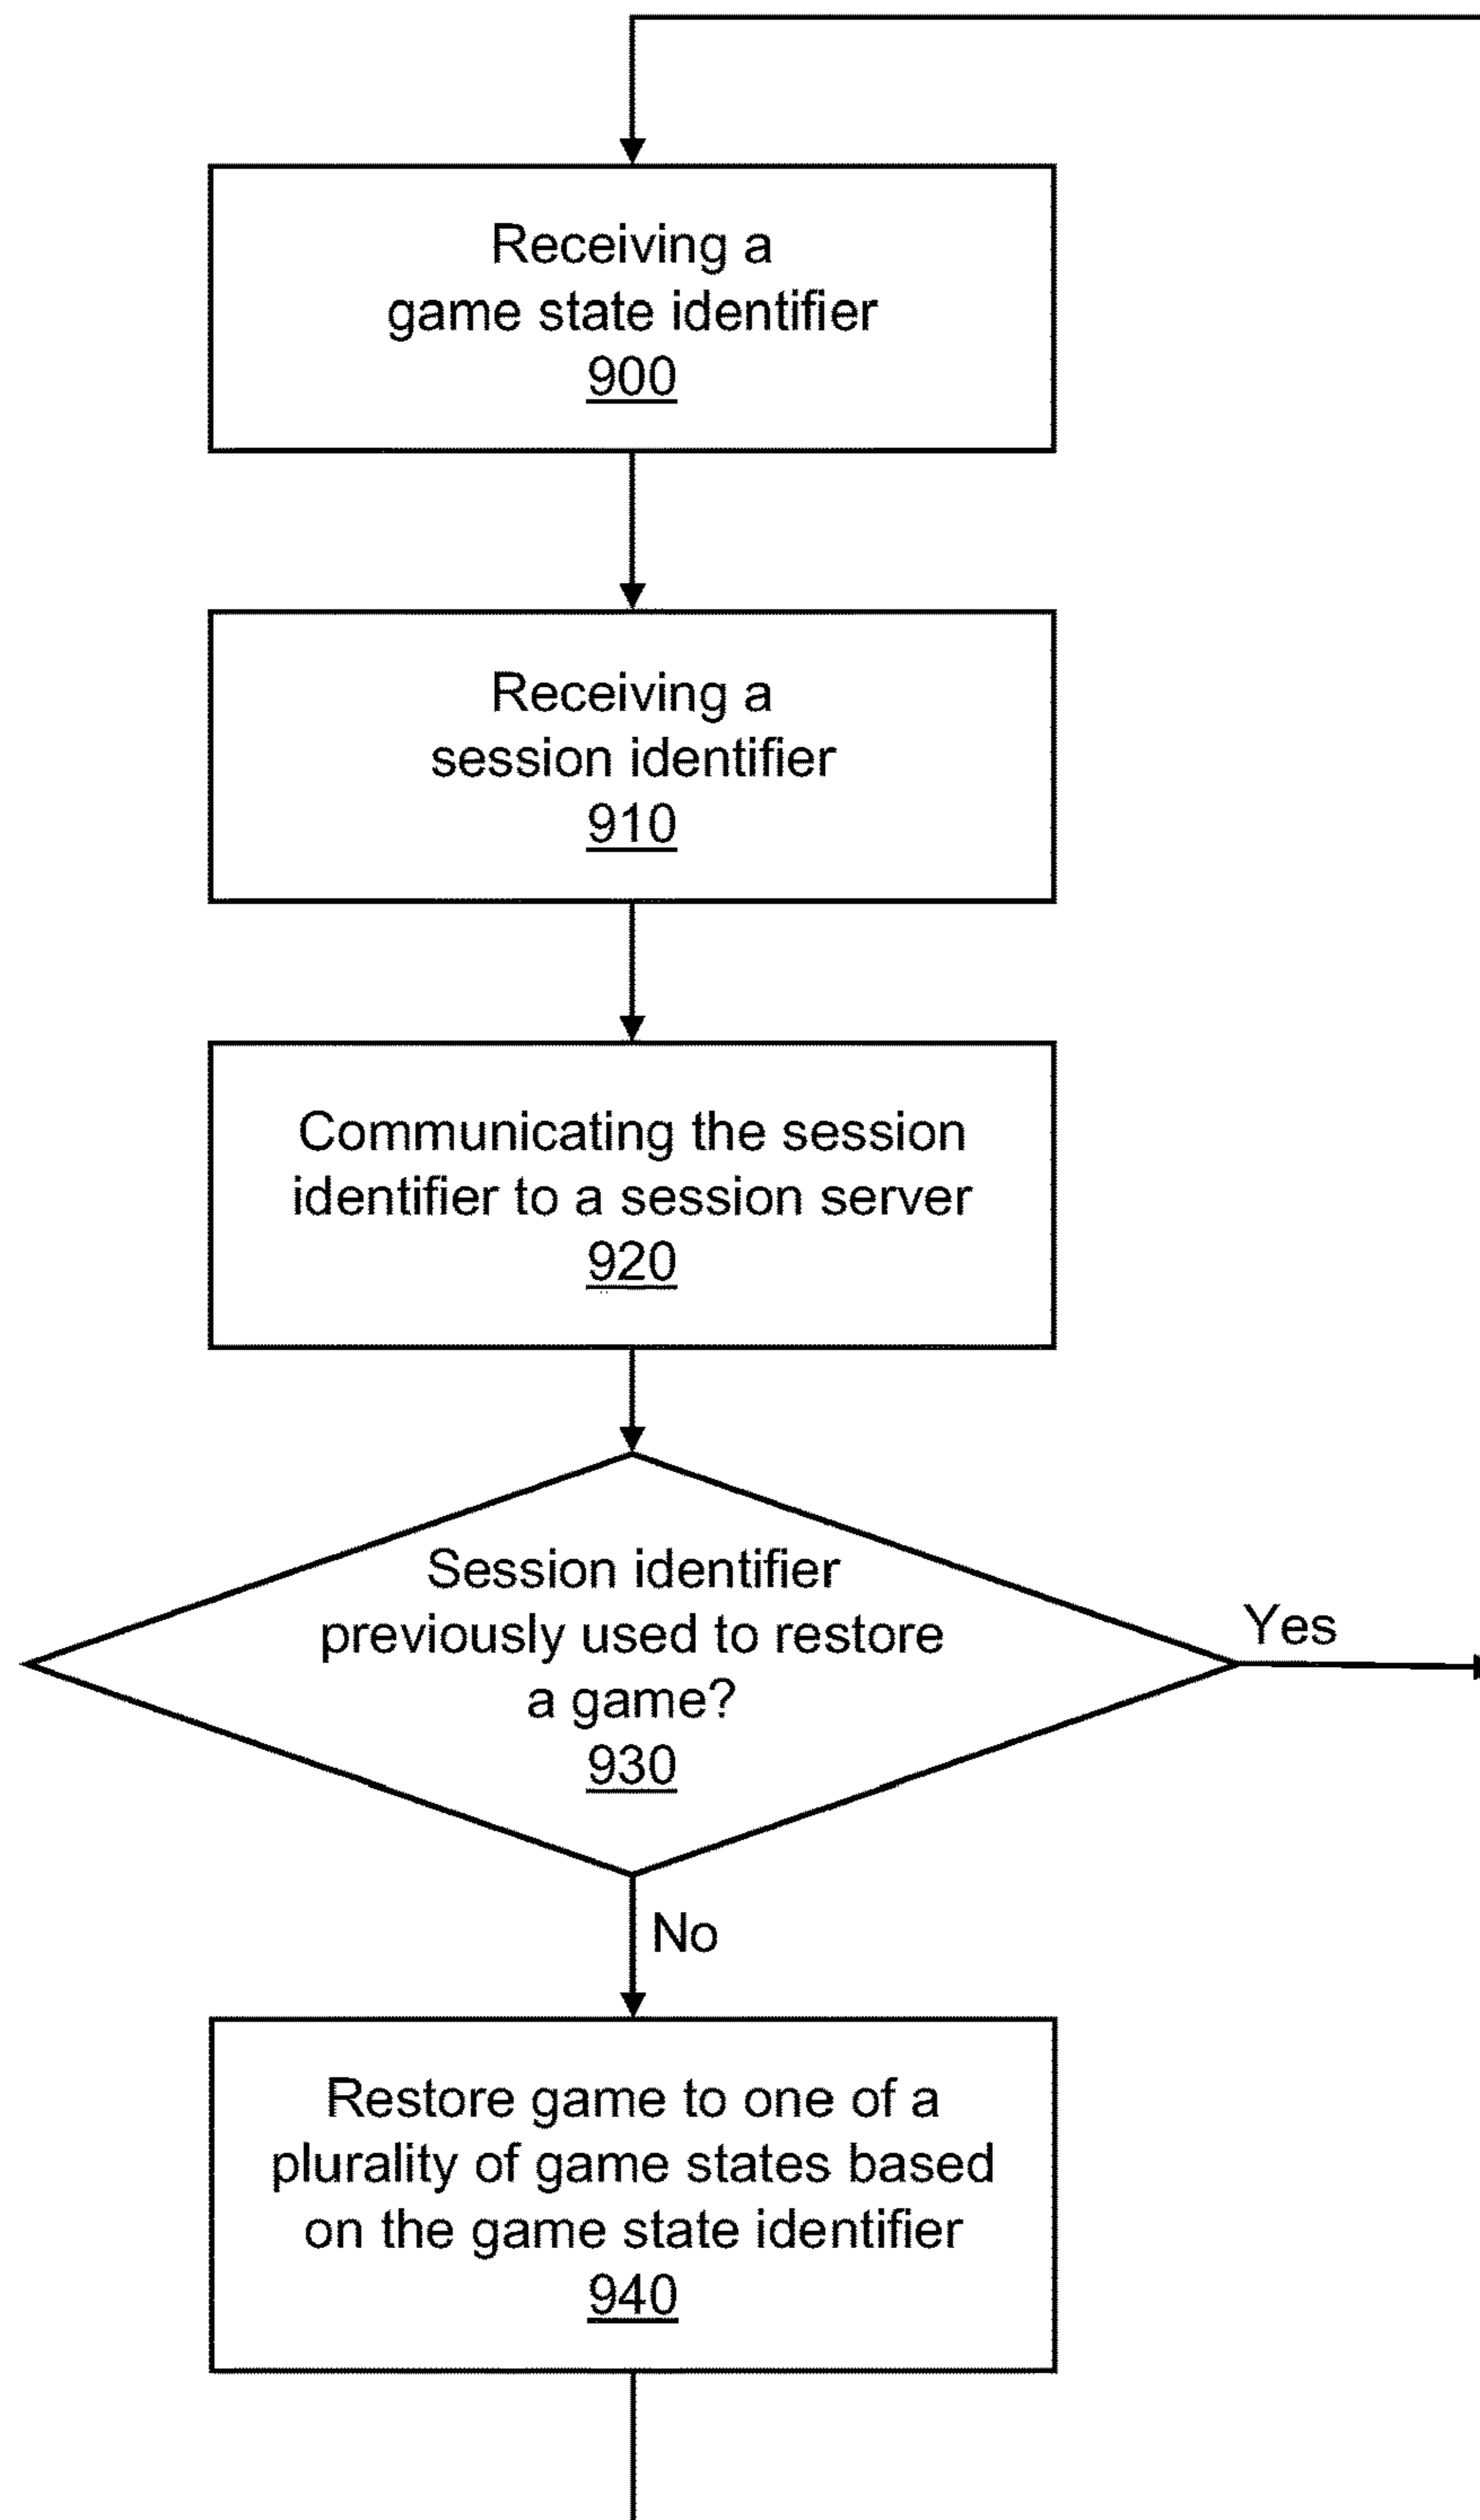 Receiving a
game state identifier
900
Receiving a
session identifier
910
Communicating the session
identifier to a session server
920
Session identifier
previously used to restore
a game?
930
Yes
No
Restore game to one of a
plurality of game states based
on the game state identifier
940